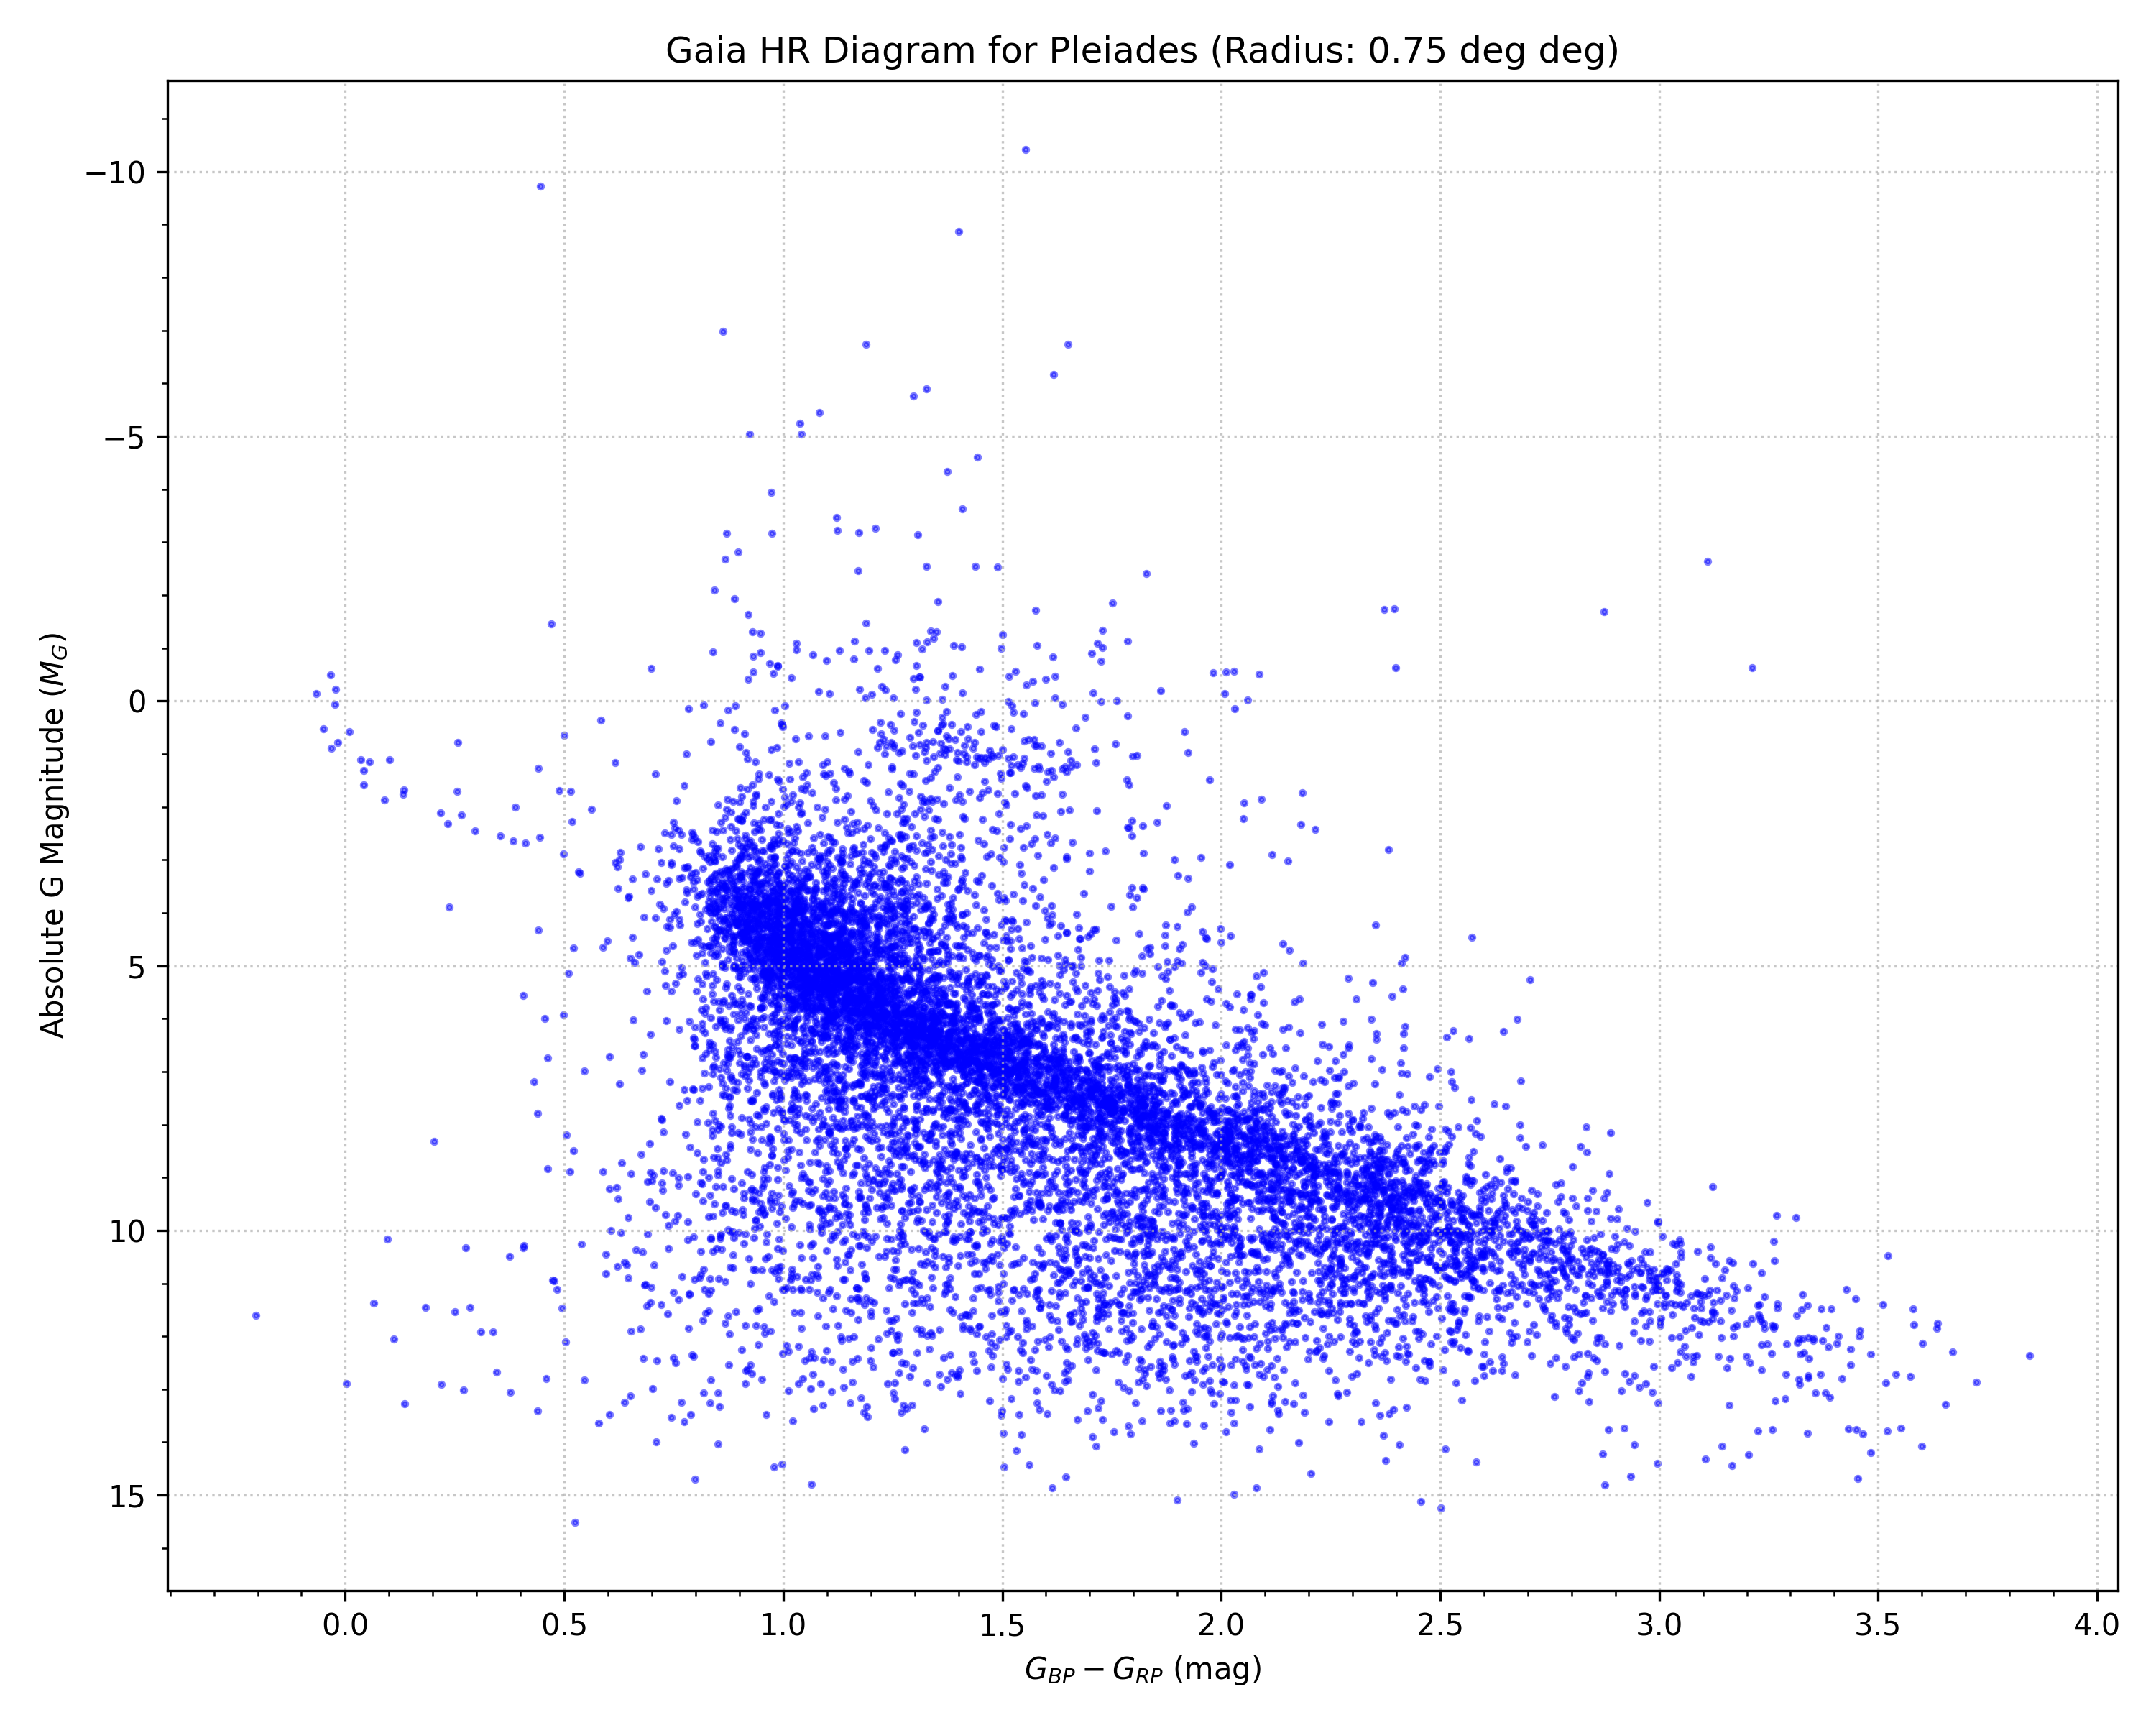 Gaia HR Diagram for Pleiades (Radius: 0.75 deg deg)
Absolute G Magnitude (M_G)
−10
−5
0
5
10
15
0.0 0.5 1.0 1.5 2.0 2.5 3.0 3.5 4.0
G_BP − G_RP (mag)